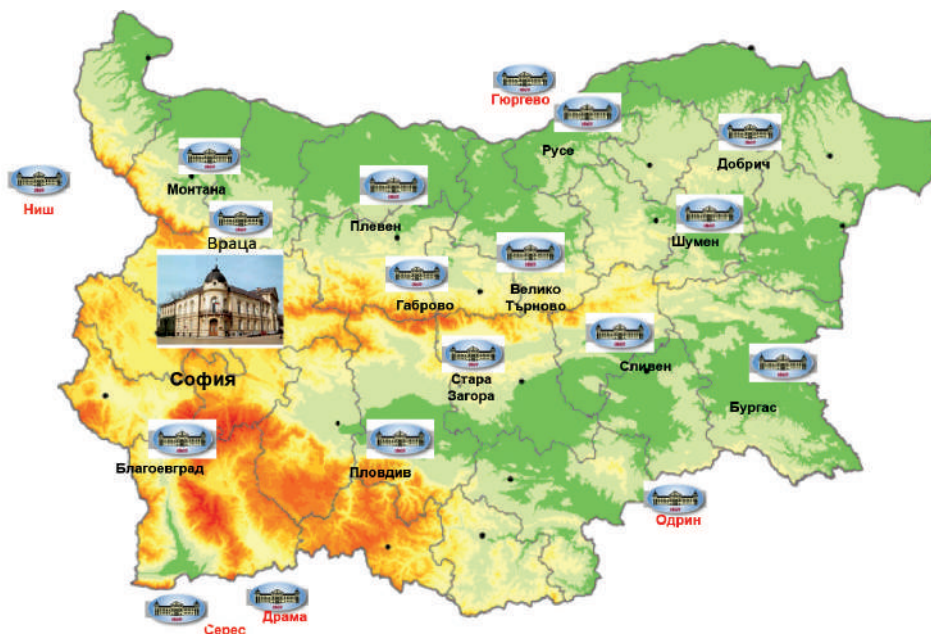 Гюргево
Русе
Добрич
Монтана
Ниш
Плевен
Враца
Шумен
Габрово
Велико
Търново
София
Стара
Загора
Сливен
Бургас
Благоевград
Пловдив
Одрин
Серес
Драма